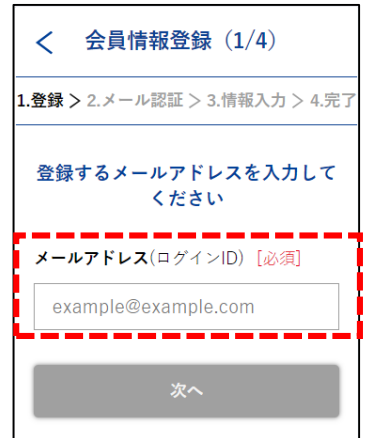 会員情報登録（1/4）
1.登録 > 2.メール認証 > 3.情報入力 > 4.完了
登録するメールアドレスを入力して
ください
メールアドレス(ログインID) [必須]
example@example.com
次へ